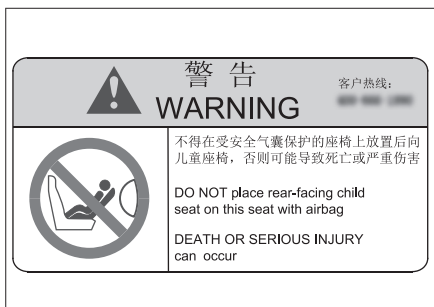 警 告
WARNING
客户热线：
不得在受安全气囊保护的座椅上放置后向
儿童座椅，否则可能导致死亡或严重伤害
DO NOT place rear-facing child
seat on this seat with airbag
DEATH OR SERIOUS INJURY
can occur